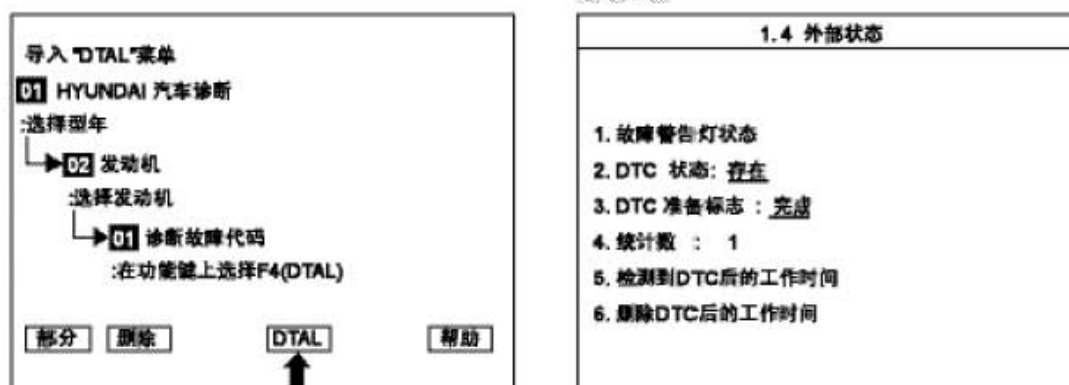 导入"DTAL"菜单
01 HYUNDAI 汽车诊断
:选择型年
02 发动机
:选择发动机
01 诊断故障代码
:在功能键上选择F4(DTAL)
部分 删除 DTAL 帮助
1.4 外部状态
1. 故障警告灯状态
2. DTC 状态: 存在
3. DTC 准备标志 : 完成
4. 统计数 : 1
5. 检测到DTC后的工作时间
6. 删除DTC后的工作时间